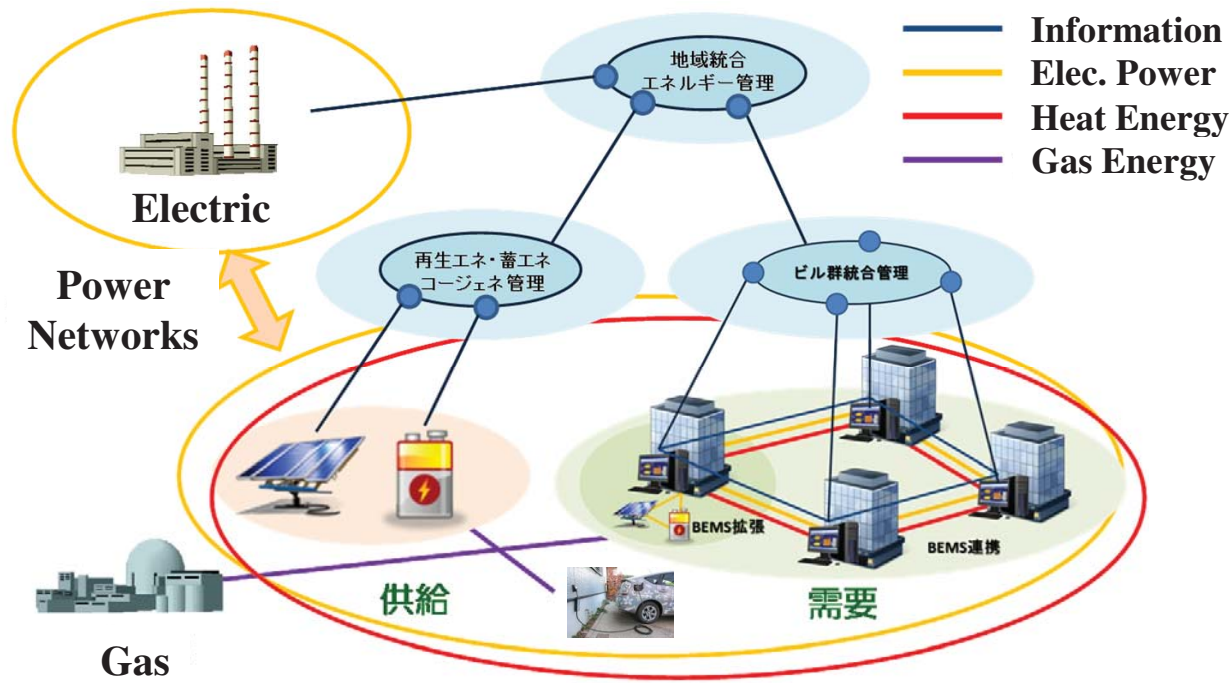 Information
Elec. Power
Heat Energy
Gas Energy
地域統合
エネルギー管理
Electric
Power
Networks
再生エネ・蓄エネ
コージェネ管理
ビル群統合管理
BEMS拡張
BEMS連携
供給
需要
Gas